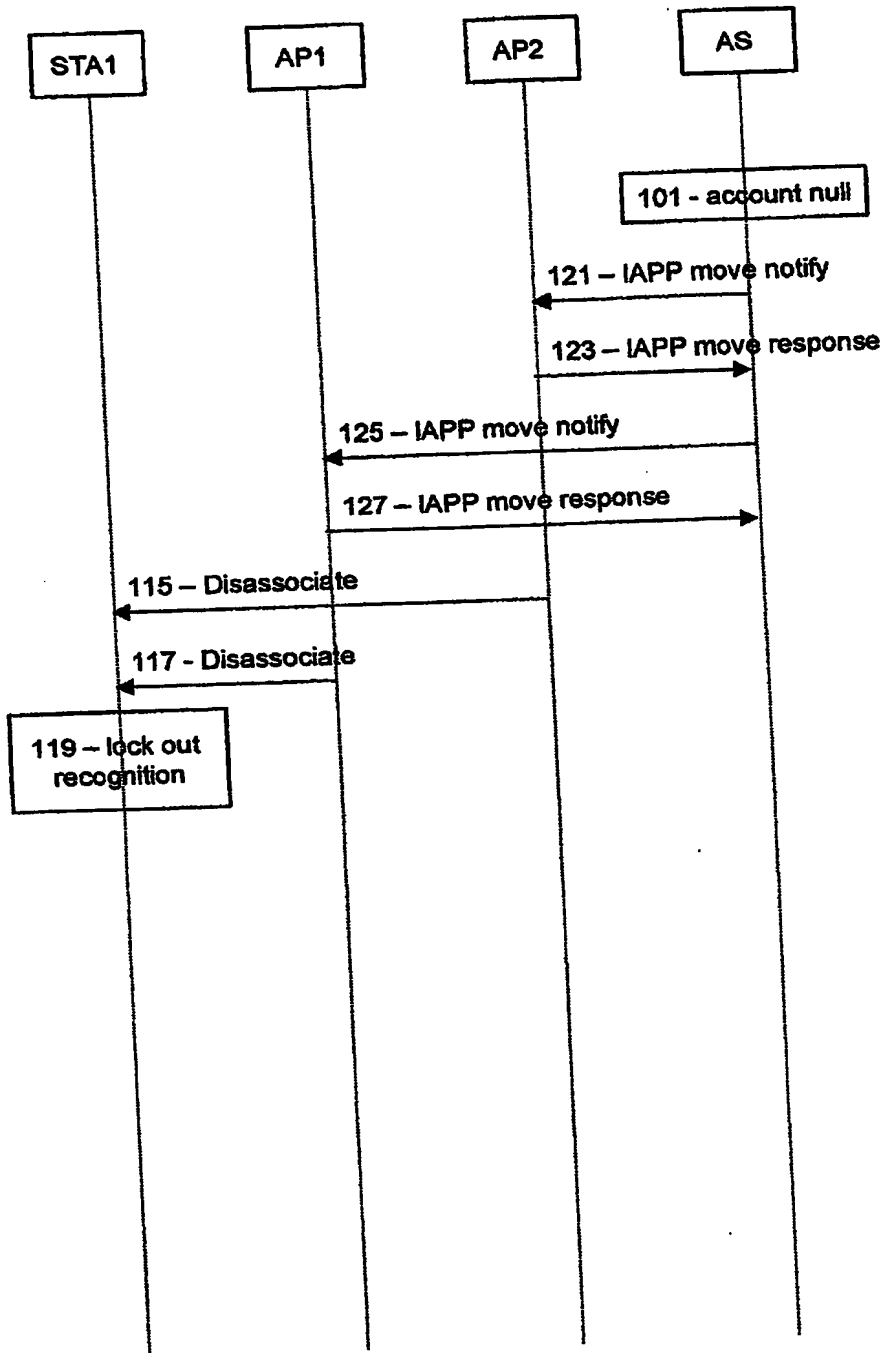 STA1
AP1
AP2
AS
101 - account null
121 – IAPP move notify
123 – IAPP move response
125 – IAPP move notify
127 – IAPP move response
115 – Disassociate
117 - Disassociate
119 – lock out
recognition